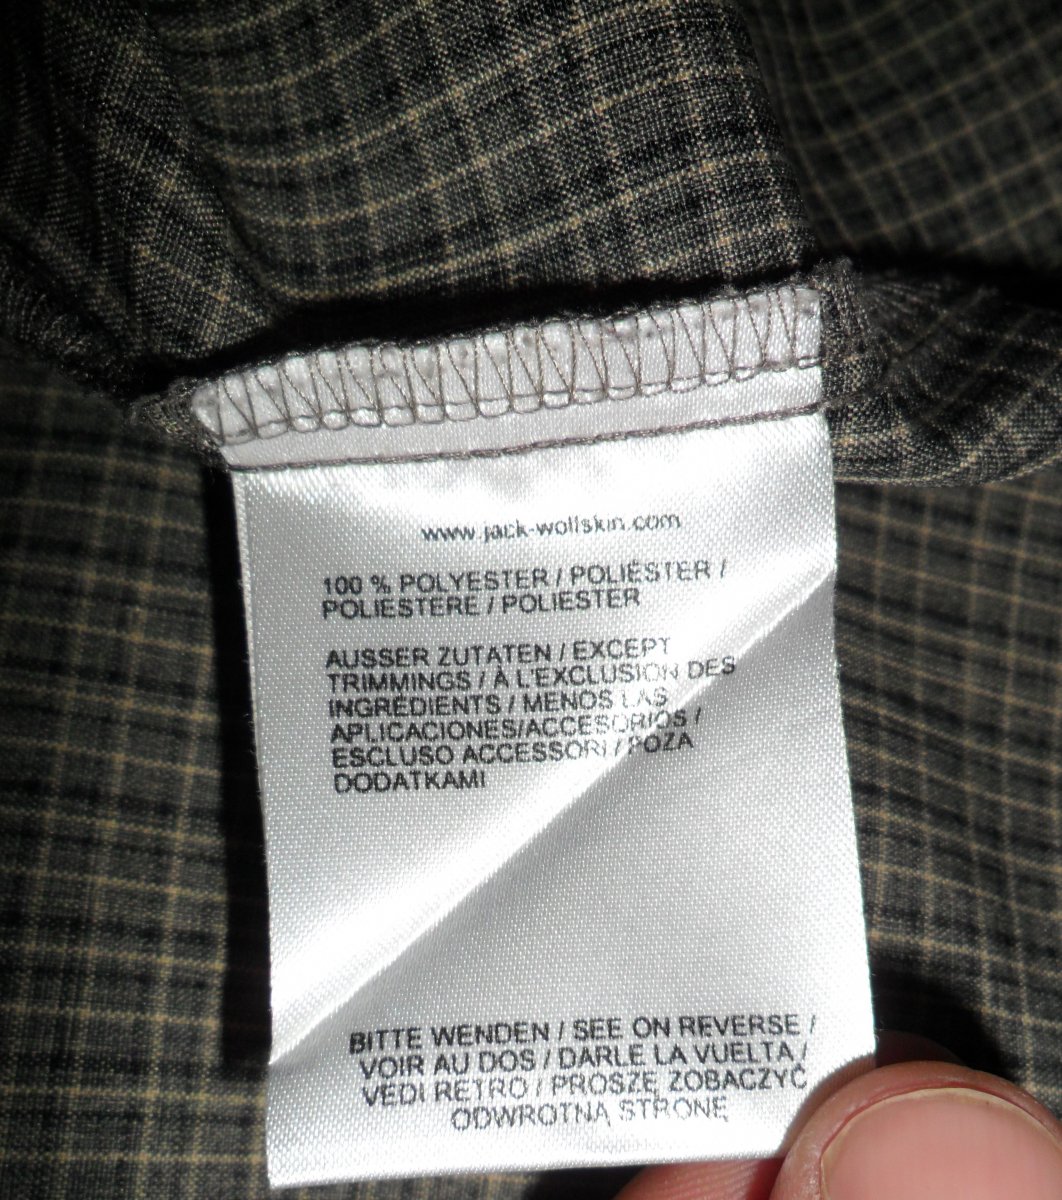 www.jack-wolfskin.com
100 % POLYESTER / POLIÉSTER /
POLIESTERE / POLIESTER
AUSSER ZUTATEN / EXCEPT
TRIMMINGS / À L'EXCLUSION DES
INGRÉDIENTS / MENOS LAS
APLICACIONES/ACCESORIOS /
ESCLUSO ACCESSORI / POZA
DODATKAMI
BITTE WENDEN / SEE ON REVERSE /
VOIR AU DOS / DARLE LA VUELTA /
VEDI RETRO / PROSZĘ ZOBACZYĆ
ODWROTNĄ STRONĘ